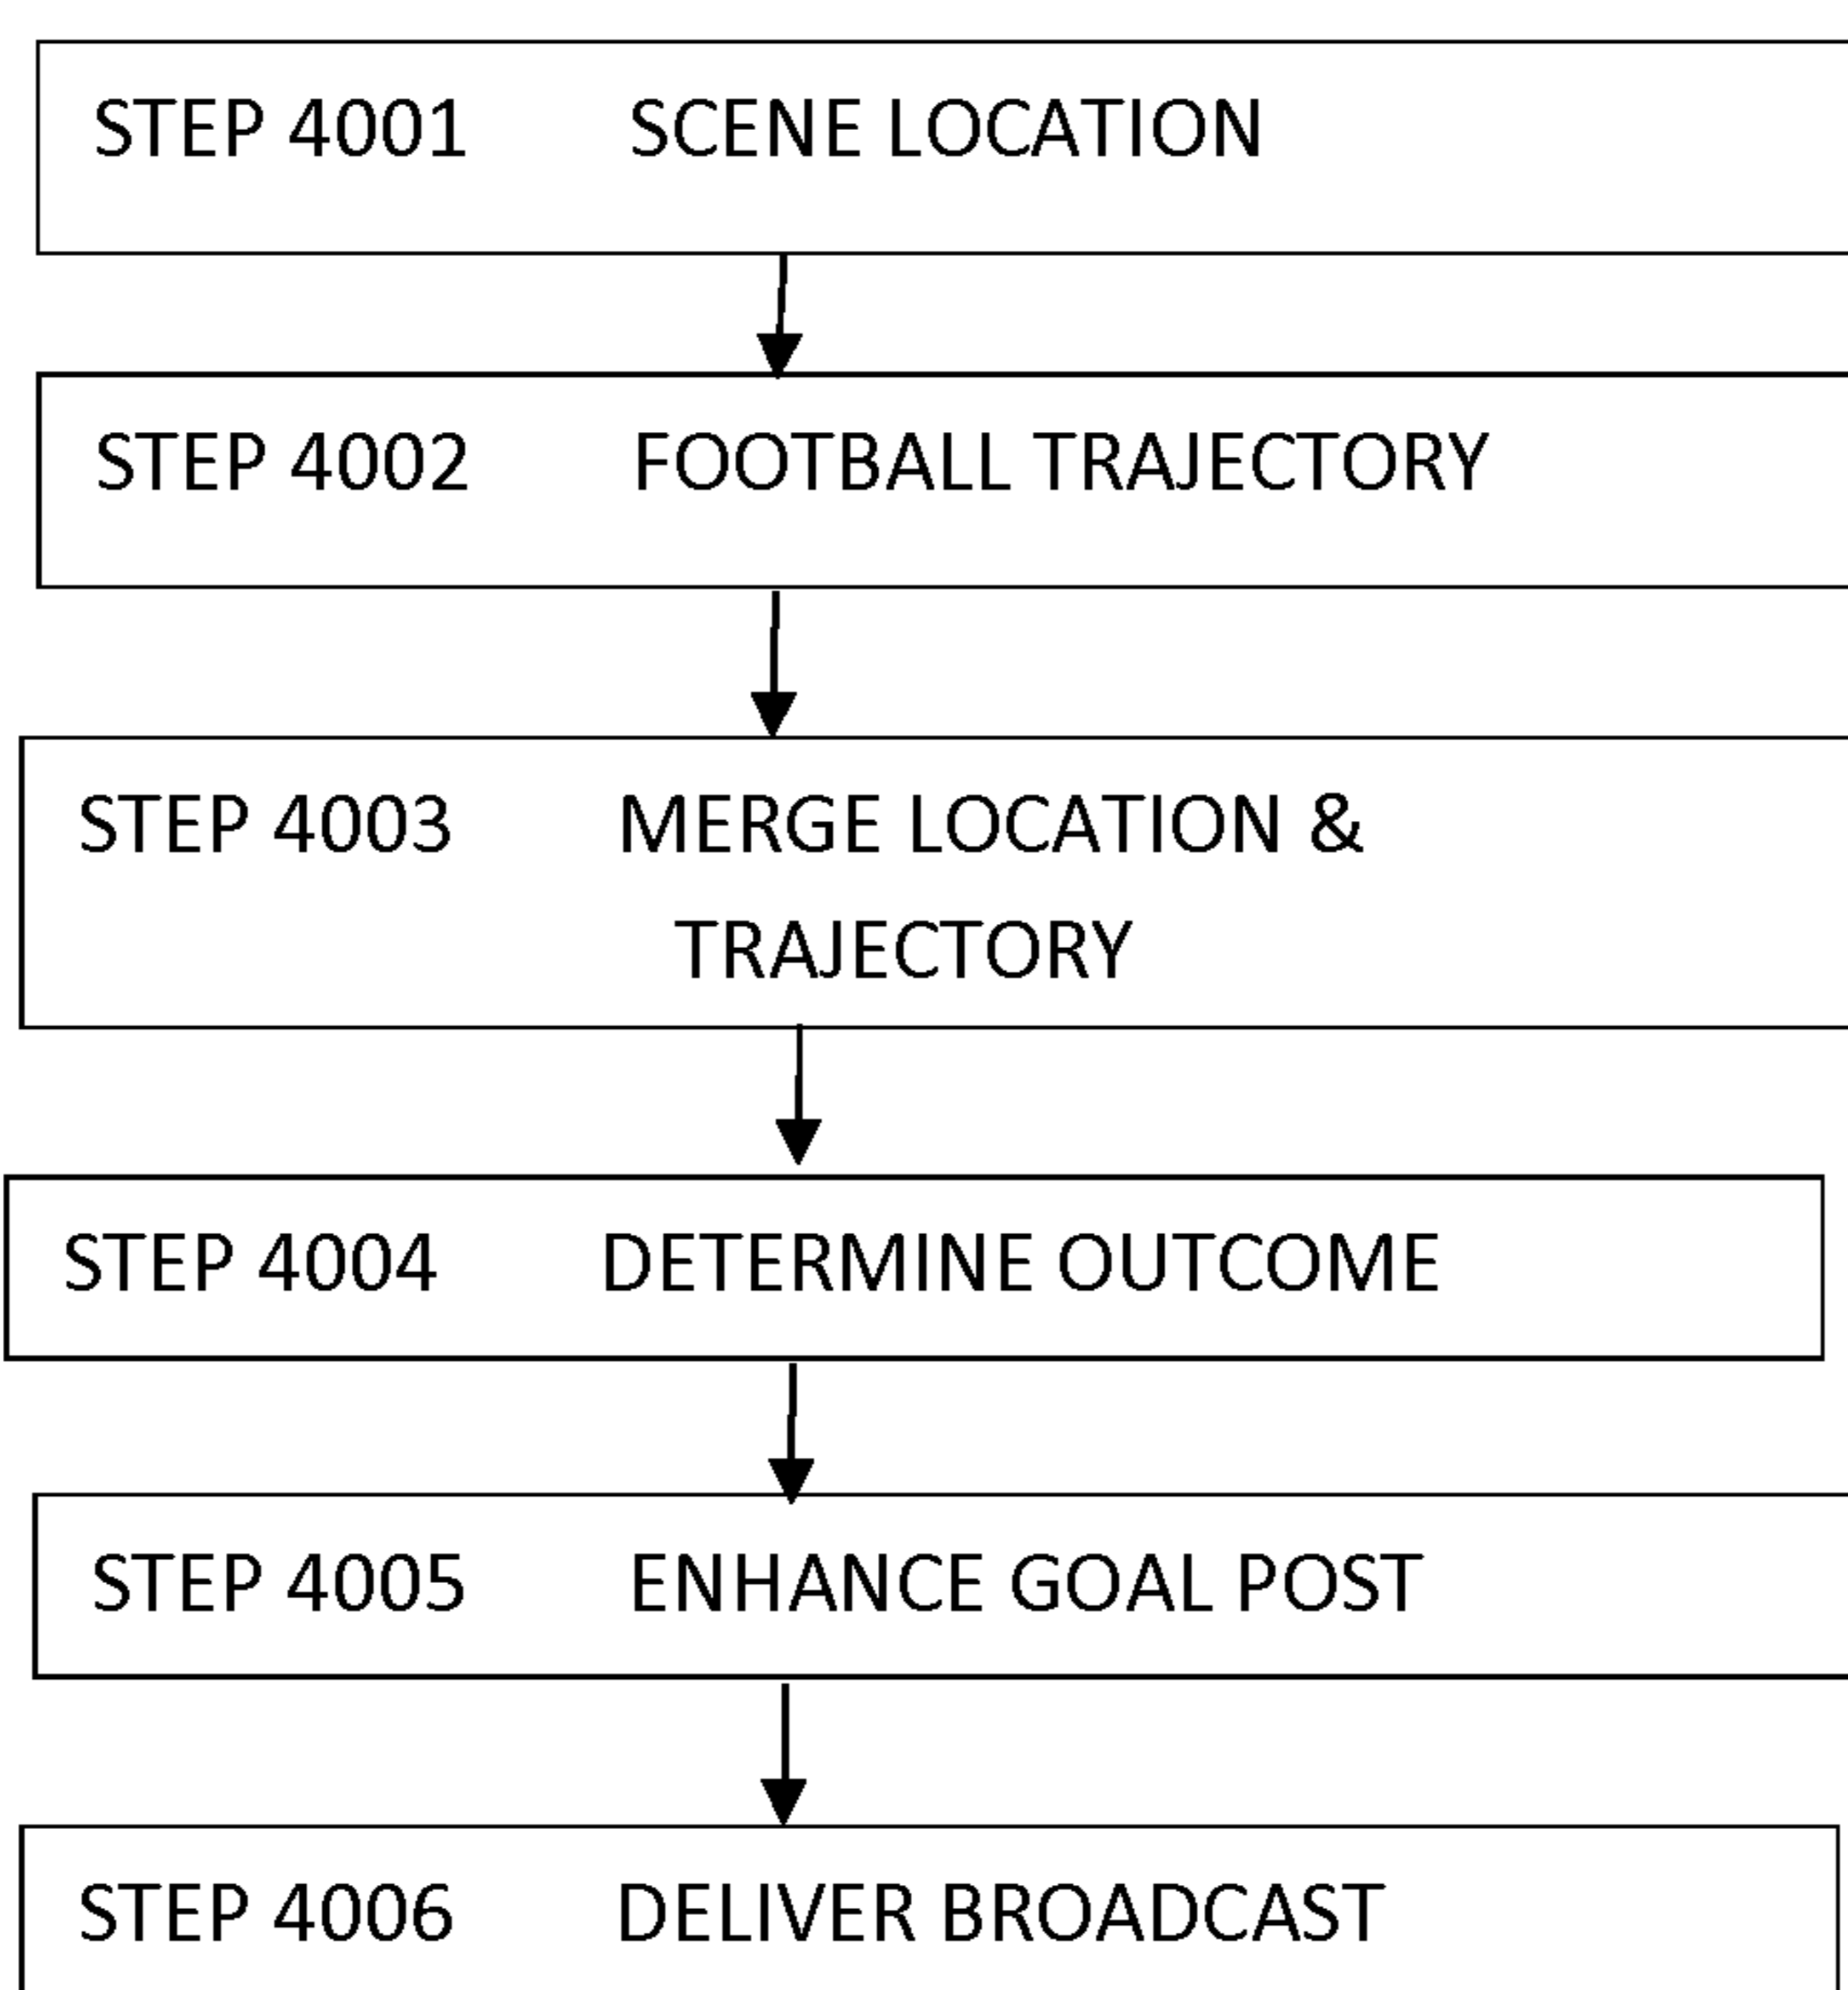 STEP 4001 SCENE LOCATION
STEP 4002 FOOTBALL TRAJECTORY
STEP 4003 MERGE LOCATION &
TRAJECTORY
STEP 4004 DETERMINE OUTCOME
STEP 4005 ENHANCE GOAL POST
STEP 4006 DELIVER BROADCAST